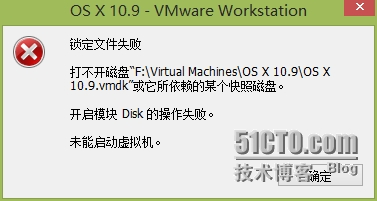 OS X 10.9 - VMware Workstation
锁定文件失败
打不开磁盘“F:\Virtual Machines\OS X 10.9\OS X
10.9.vmdk”或它所依赖的某个快照磁盘。
开启模块 Disk 的操作失败。
未能启动虚拟机。
51CTO.com
技术博客 Blog
确定